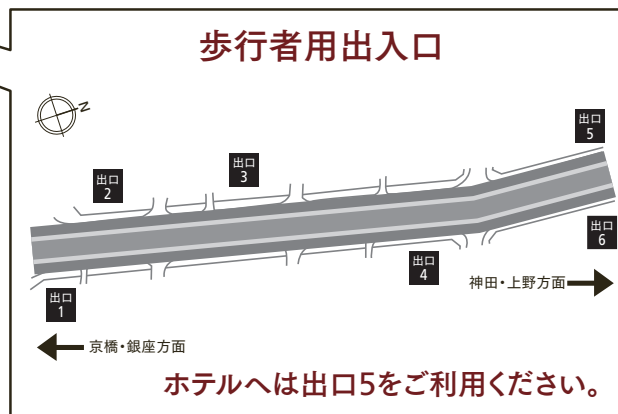 歩行者用出入口
N
出口
5
出口
3
出口
2
出口
6
出口
4
神田・上野方面
出口
1
京橋・銀座方面
ホテルへは出口5をご利用ください。